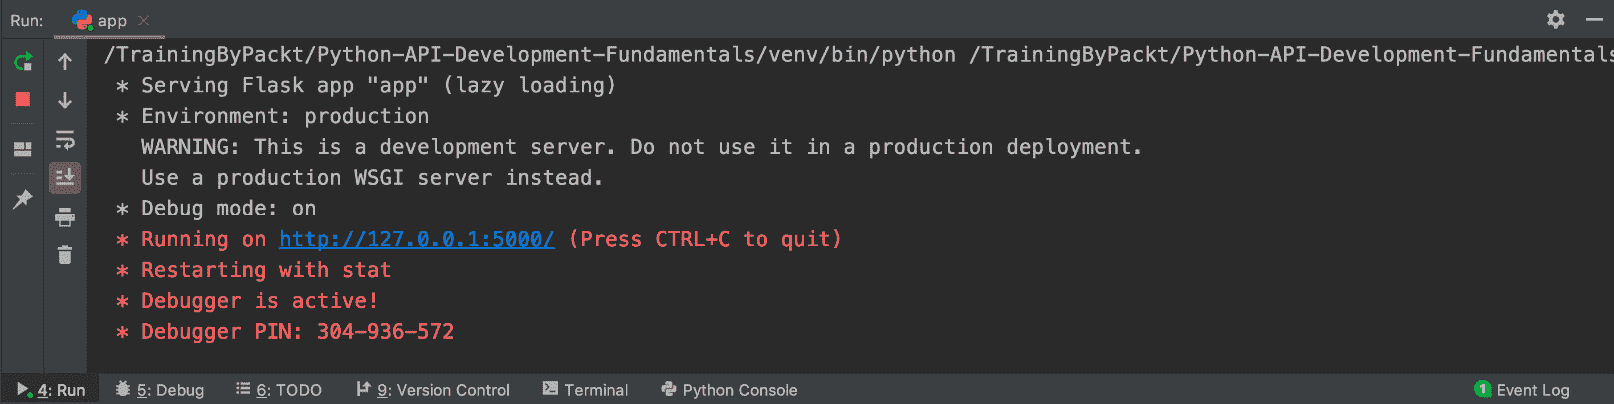 Run: app
/TrainingByPackt/Python-API-Development-Fundamentals/venv/bin/python /TrainingByPackt/Python-API-Development-Fundamentals
* Serving Flask app "app" (lazy loading)
* Environment: production
WARNING: This is a development server. Do not use it in a production deployment.
Use a production WSGI server instead.
* Debug mode: on
* Running on http://127.0.0.1:5000/ (Press CTRL+C to quit)
* Restarting with stat
* Debugger is active!
* Debugger PIN: 304-936-572
4: Run 5: Debug 6: TODO 9: Version Control Terminal Python Console 1 Event Log